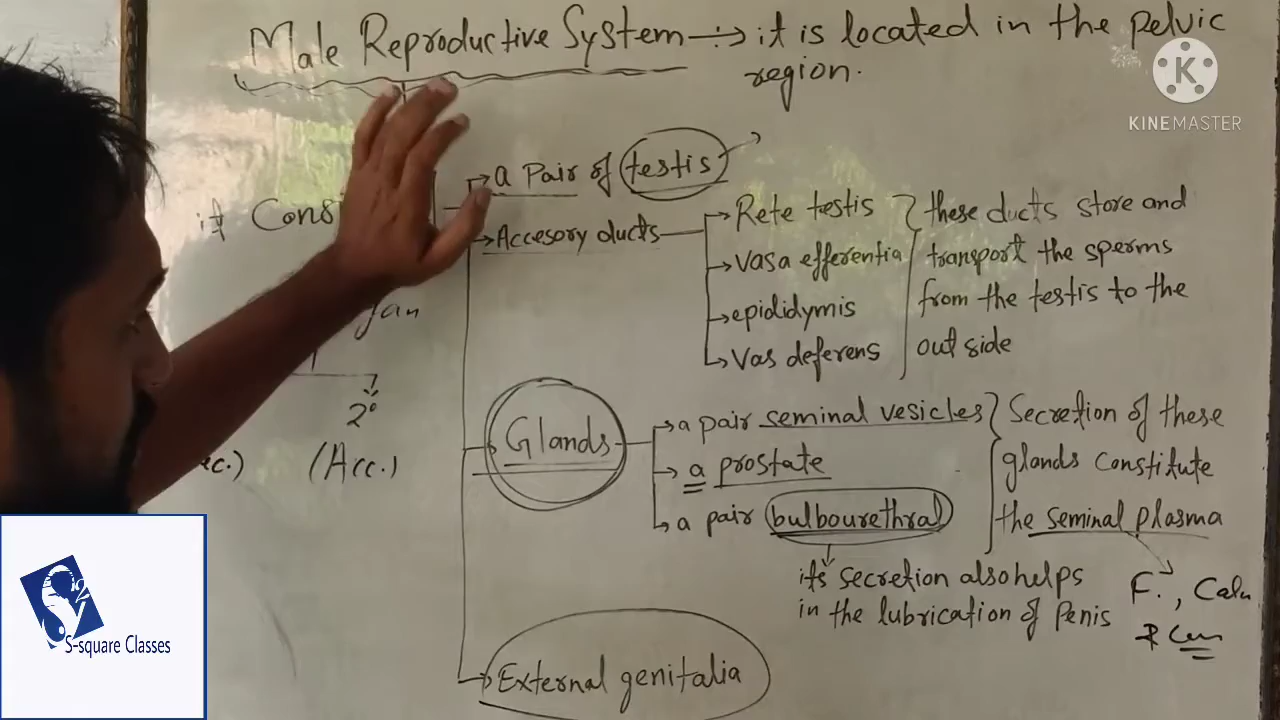 Male Reproductive System → it is located in the pelvic
region.
KINEMASTER
→ a Pair of testis
it Cons
→ Accesory ducts
→ Rete testis
→ Vasa efferentia
→ epididymis
→ Vas deferens
these ducts store and
transport the sperms
from the testis to the
out side
2°
(Acc.)
→ Glands
→ a pair seminal vesicles
→ a prostate
→ a pair bulbourethral
Secretion of these
glands constitute
the seminal plasma
its secretion also helps
in the lubrication of Penis
F.,
→ External genitalia
S-square Classes